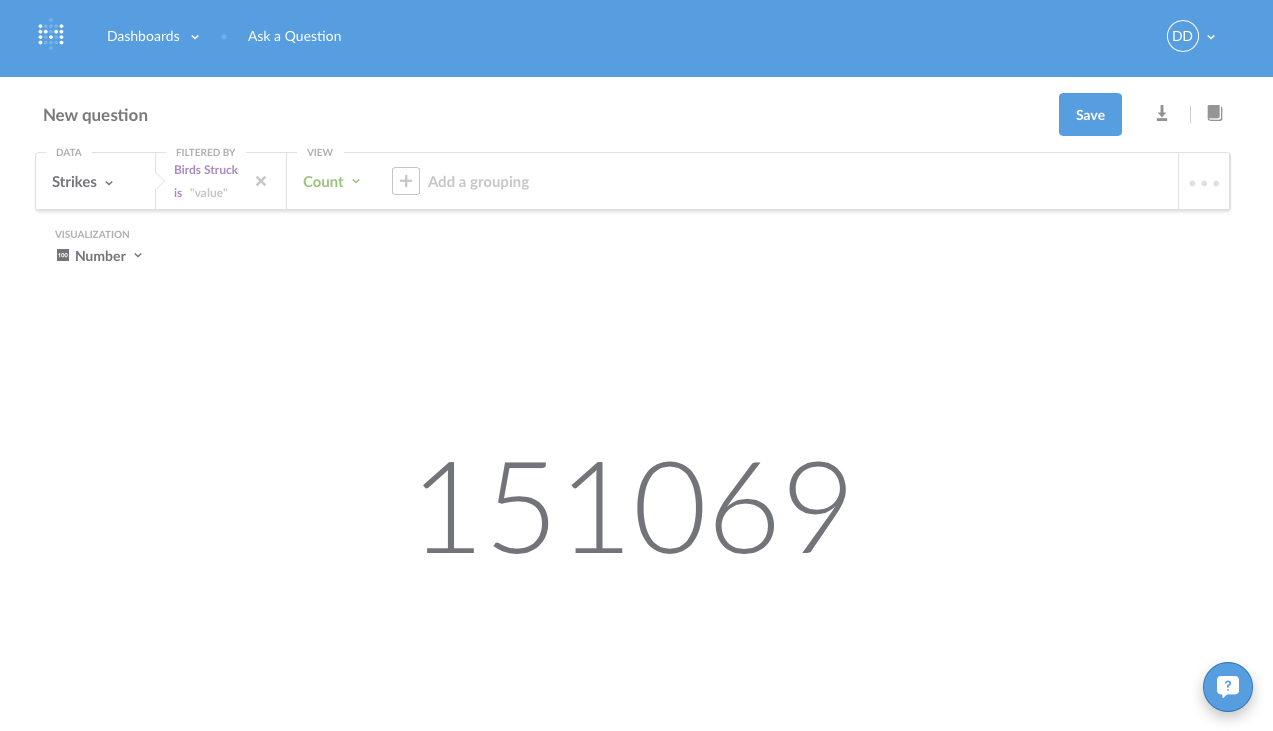 Dashboards Ask a Question DD
New question
Save
DATA FILTERED BY VIEW
Strikes Birds Struck is "value" Count Add a grouping
VISUALIZATION
100 Number
151069
?